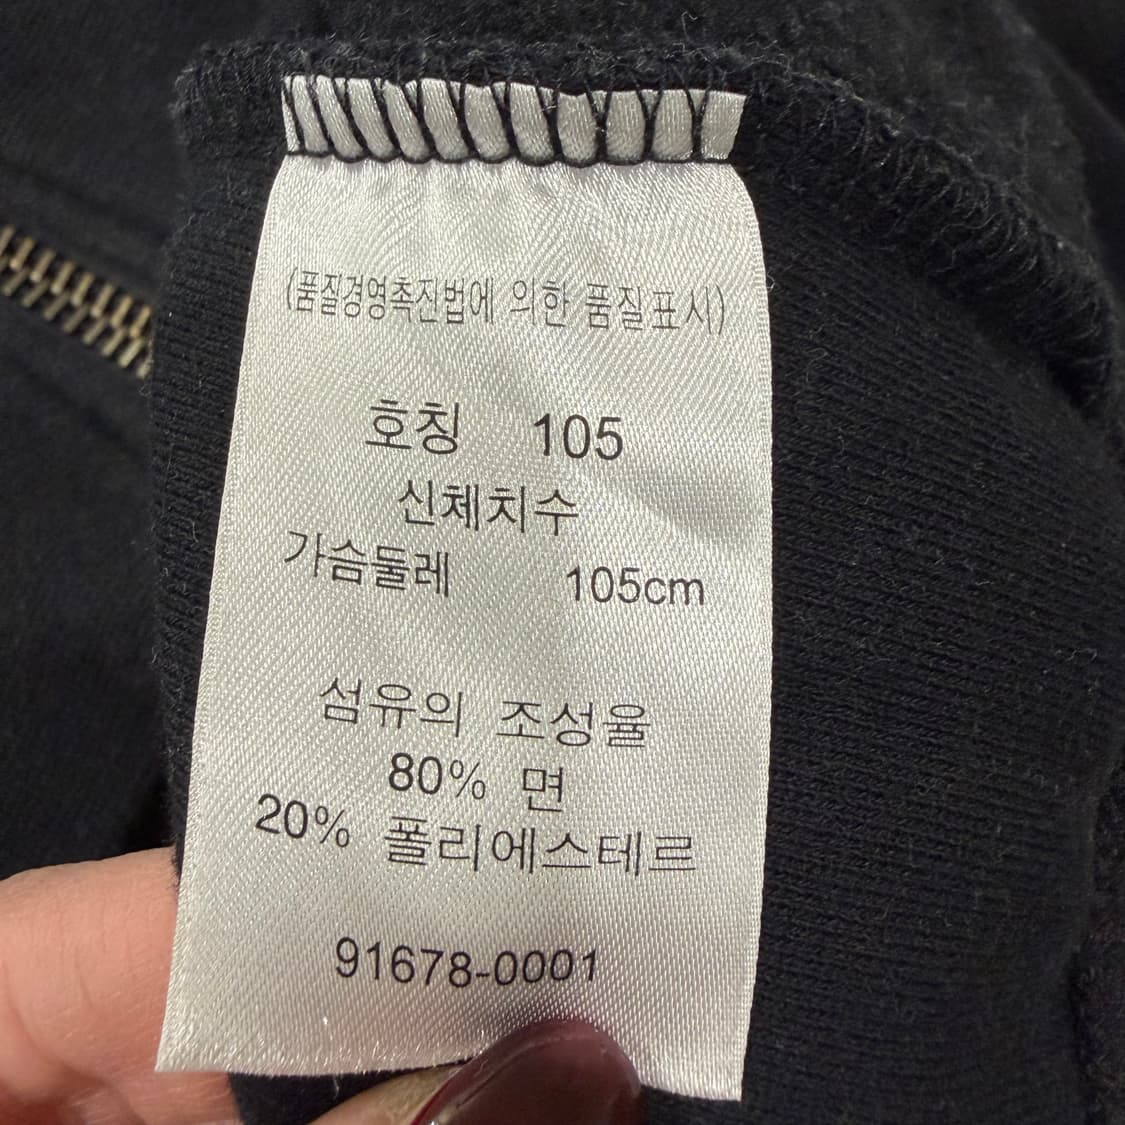 (품질경영촉진법에 의한 품질표시)
호칭 105
신체치수
가슴둘레 105cm
섬유의 조성율
80% 면
20% 폴리에스테르
91678-0001